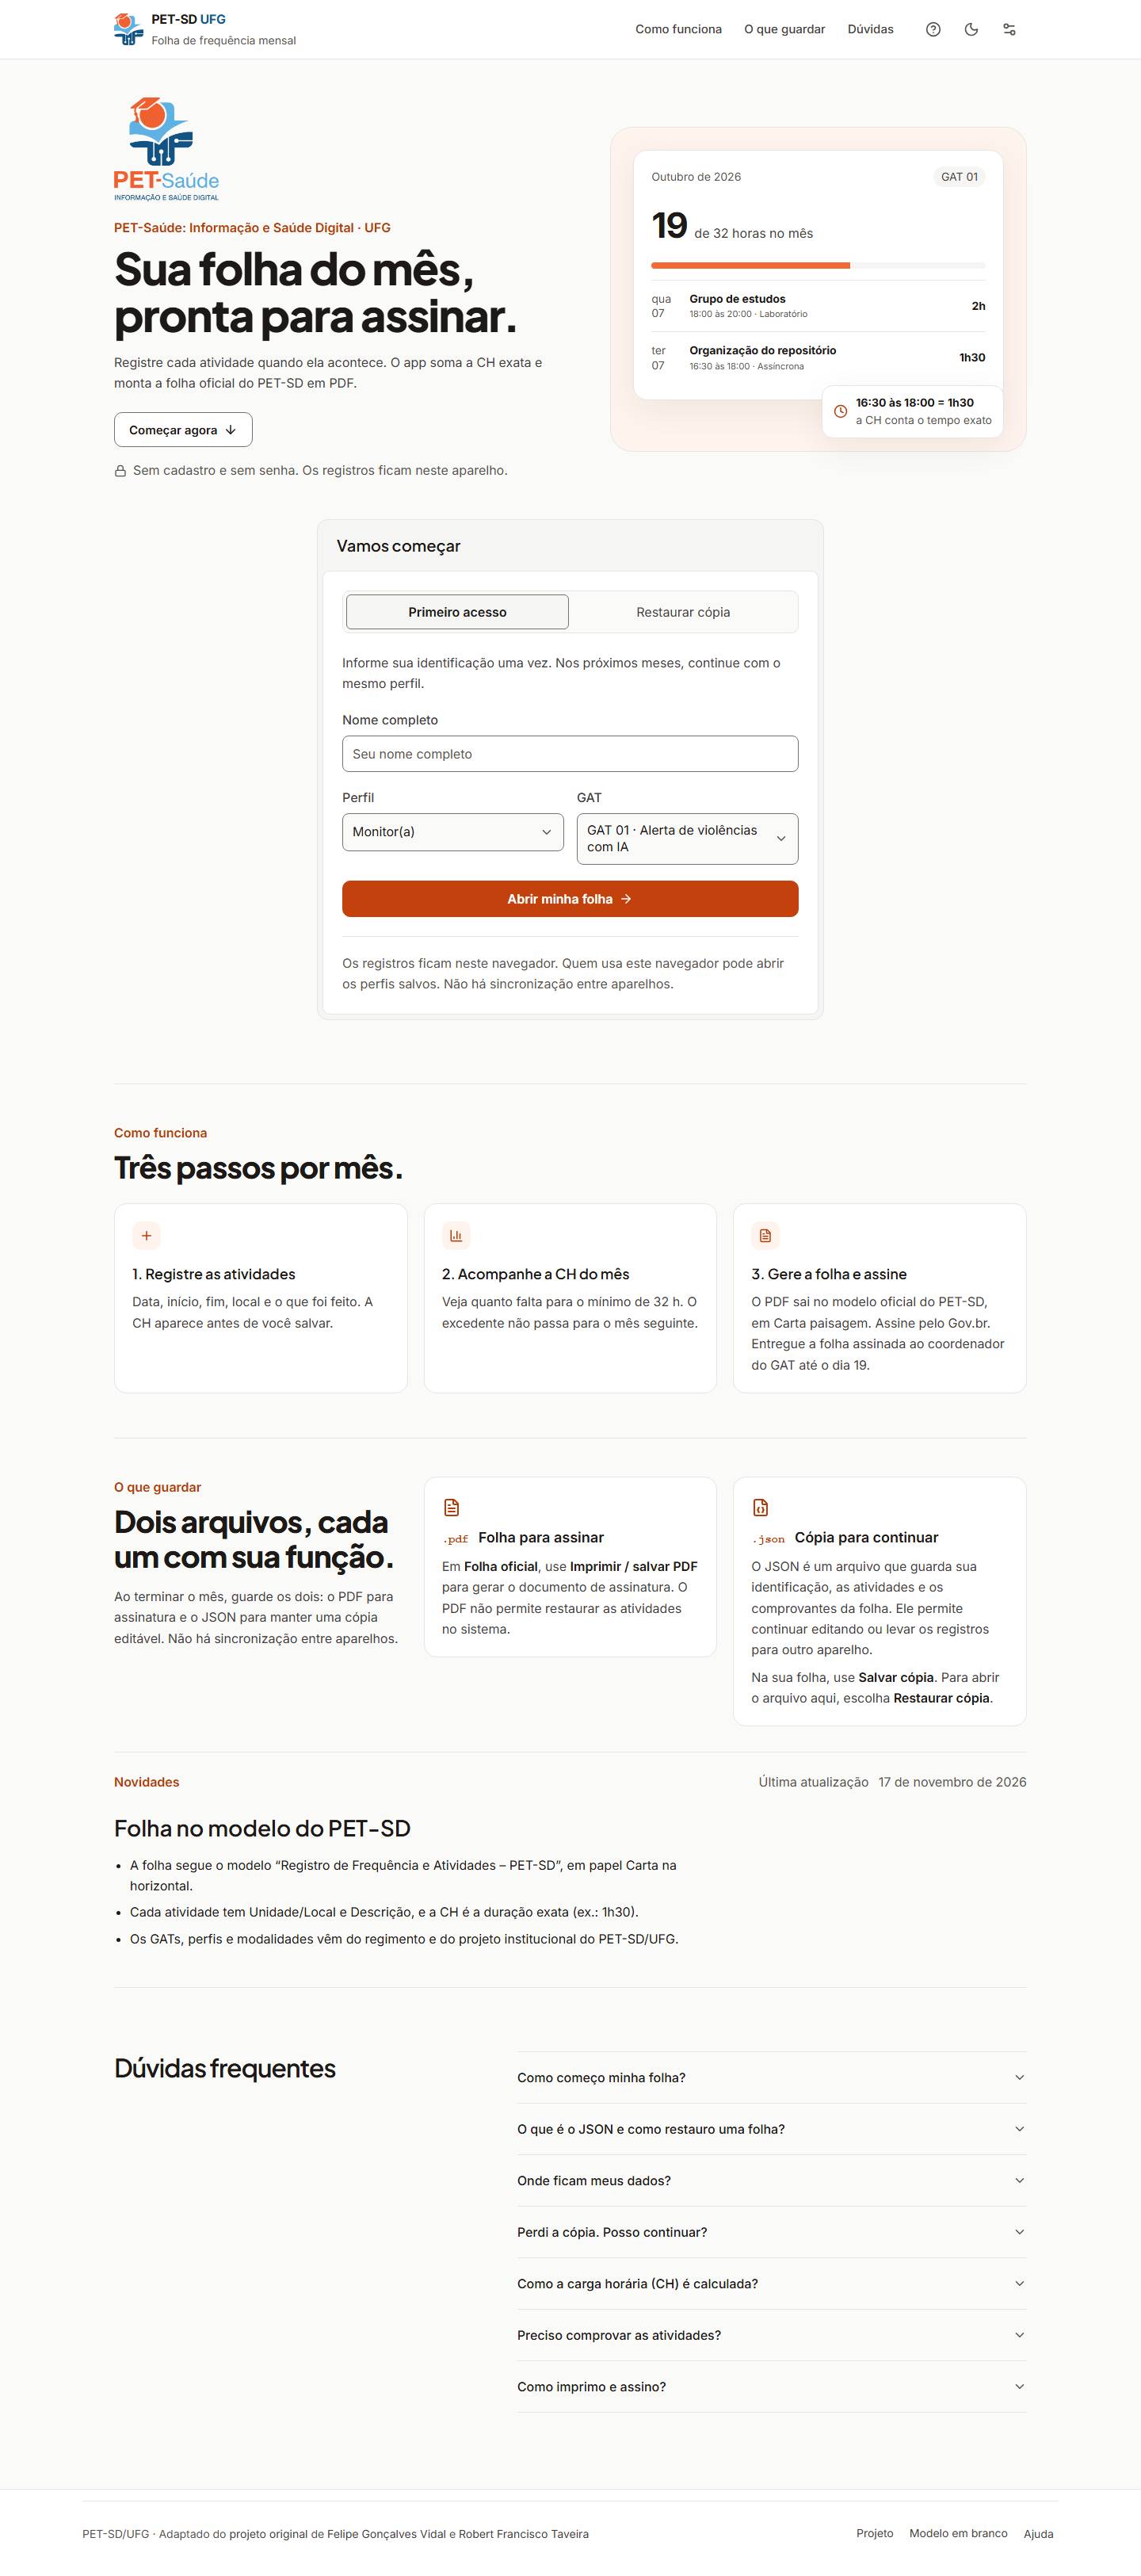 PET-SD UFG
Folha de frequência mensal
Como funciona
O que guardar
Dúvidas
PET-Saúde
INFORMAÇÃO E SAÚDE DIGITAL
PET-Saúde: Informação e Saúde Digital · UFG
Sua folha do mês,
pronta para assinar.
Registre cada atividade quando ela acontece. O app soma a CH exata e
monta a folha oficial do PET-SD em PDF.
Começar agora
Sem cadastro e sem senha. Os registros ficam neste aparelho.
Outubro de 2026
GAT 01
19 de 32 horas no mês
qua
07
Grupo de estudos
18:00 às 20:00 · Laboratório
2h
ter
07
Organização do repositório
16:30 às 18:00 · Assíncrona
1h30
16:30 às 18:00 = 1h30
a CH conta o tempo exato
Vamos começar
Primeiro acesso
Restaurar cópia
Informe sua identificação uma vez. Nos próximos meses, continue com o
mesmo perfil.
Nome completo
Seu nome completo
Perfil
Monitor(a)
GAT
GAT 01 · Alerta de violências
com IA
Abrir minha folha
Os registros ficam neste navegador. Quem usa este navegador pode abrir
os perfis salvos. Não há sincronização entre aparelhos.
Como funciona
Três passos por mês.
1. Registre as atividades
Data, início, fim, local e o que foi feito. A
CH aparece antes de você salvar.
2. Acompanhe a CH do mês
Veja quanto falta para o mínimo de 32 h. O
excedente não passa para o mês seguinte.
3. Gere a folha e assine
O PDF sai no modelo oficial do PET-SD,
em Carta paisagem. Assine pelo Gov.br.
Entregue a folha assinada ao coordenador
do GAT até o dia 19.
O que guardar
Dois arquivos, cada
um com sua função.
Ao terminar o mês, guarde os dois: o PDF para
assinatura e o JSON para manter uma cópia
editável. Não há sincronização entre aparelhos.
.pdf Folha para assinar
Em Folha oficial, use Imprimir / salvar PDF
para gerar o documento de assinatura. O
PDF não permite restaurar as atividades
no sistema.
.json Cópia para continuar
O JSON é um arquivo que guarda sua
identificação, as atividades e os
comprovantes da folha. Ele permite
continuar editando ou levar os registros
para outro aparelho.
Na sua folha, use Salvar cópia. Para abrir
o arquivo aqui, escolha Restaurar cópia.
Novidades
Última atualização 17 de novembro de 2026
Folha no modelo do PET-SD
• A folha segue o modelo “Registro de Frequência e Atividades – PET-SD”, em papel Carta na
horizontal.
• Cada atividade tem Unidade/Local e Descrição, e a CH é a duração exata (ex.: 1h30).
• Os GATs, perfis e modalidades vêm do regimento e do projeto institucional do PET-SD/UFG.
Dúvidas frequentes
Como começo minha folha?
O que é o JSON e como restauro uma folha?
Onde ficam meus dados?
Perdi a cópia. Posso continuar?
Como a carga horária (CH) é calculada?
Preciso comprovar as atividades?
Como imprimo e assino?
PET-SD/UFG · Adaptado do projeto original de Felipe Gonçalves Vidal e Robert Francisco Taveira
Projeto
Modelo em branco
Ajuda